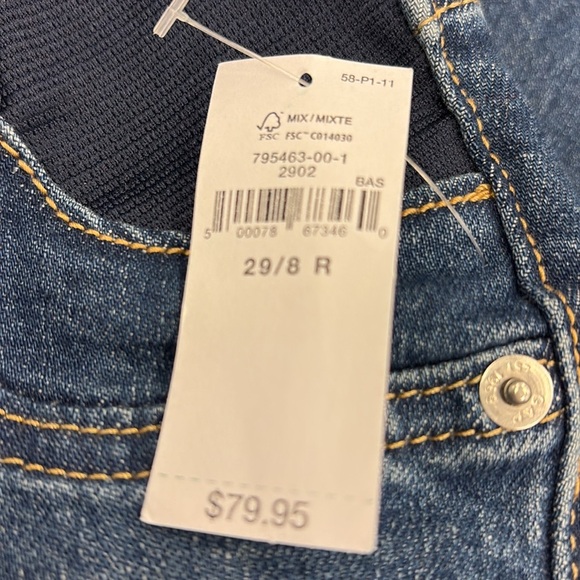 58-P1-11
MIX/MIXTE
FSC FSC™ C014030
795463-00-1
2902
BAS
5 00078 67346 0
29/8 R
$79.95
GAP